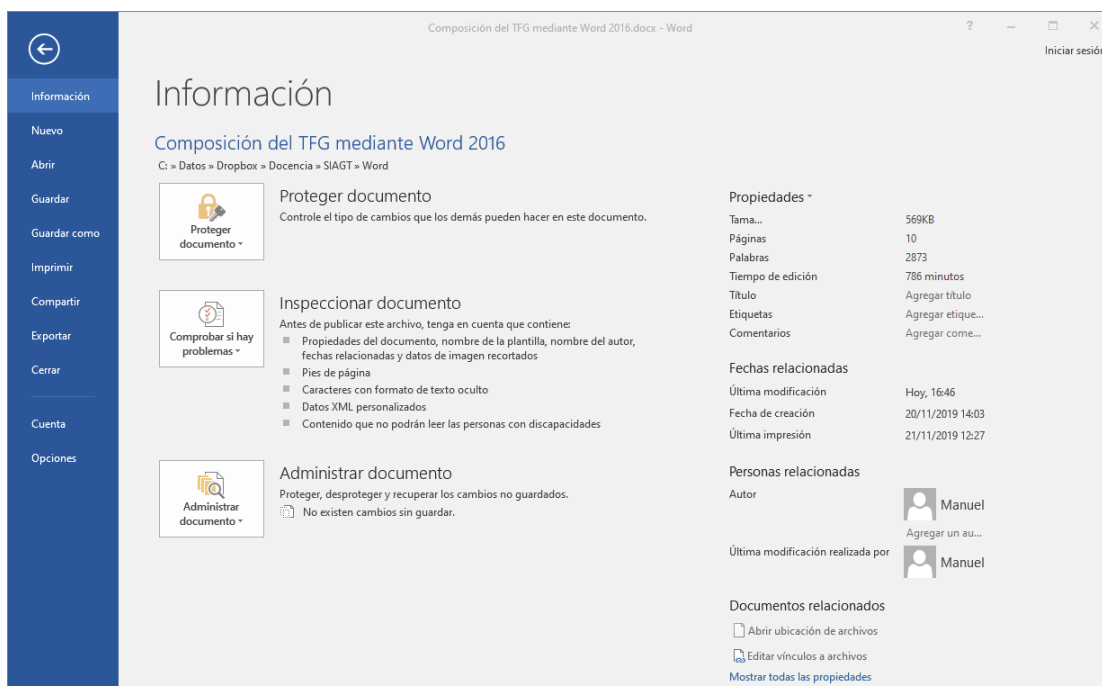 Composición del TFG mediante Word 2016.docx - Word
?
Iniciar sesión
Información
Nuevo
Abrir
Guardar
Guardar como
Imprimir
Compartir
Exportar
Cerrar
Cuenta
Opciones
Información
Composición del TFG mediante Word 2016
C: » Datos » Dropbox » Docencia » SIAGT » Word
Proteger
documento
Proteger documento
Controle el tipo de cambios que los demás pueden hacer en este documento.
Comprobar si hay
problemas
Inspeccionar documento
Antes de publicar este archivo, tenga en cuenta que contiene:
Propiedades del documento, nombre de la plantilla, nombre del autor,
fechas relacionadas y datos de imagen recortados
Pies de página
Caracteres con formato de texto oculto
Datos XML personalizados
Contenido que no podrán leer las personas con discapacidades
Administrar
documento
Administrar documento
Proteger, desproteger y recuperar los cambios no guardados.
No existen cambios sin guardar.
Propiedades
Tama... 569KB
Páginas 10
Palabras 2873
Tiempo de edición 786 minutos
Título Agregar título
Etiquetas Agregar etique...
Comentarios Agregar come...
Fechas relacionadas
Última modificación Hoy, 16:46
Fecha de creación 20/11/2019 14:03
Última impresión 21/11/2019 12:27
Personas relacionadas
Autor Manuel
Agregar un au...
Última modificación realizada por Manuel
Documentos relacionados
Abrir ubicación de archivos
Editar vínculos a archivos
Mostrar todas las propiedades